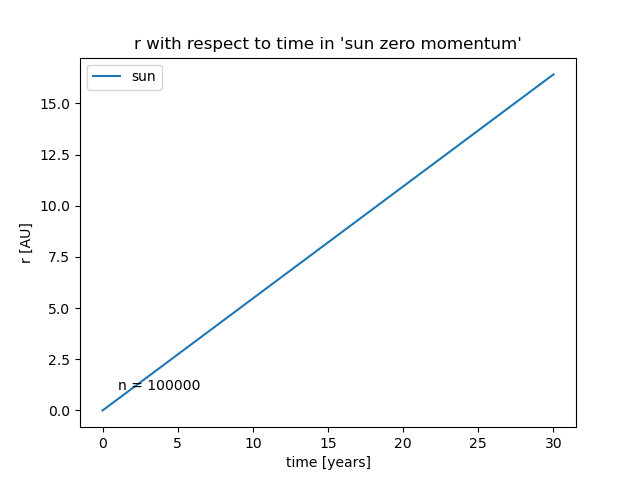 r with respect to time in 'sun zero momentum'
sun
r [AU]
15.0
12.5
10.0
7.5
5.0
2.5
0.0
n = 100000
0 5 10 15 20 25 30
time [years]